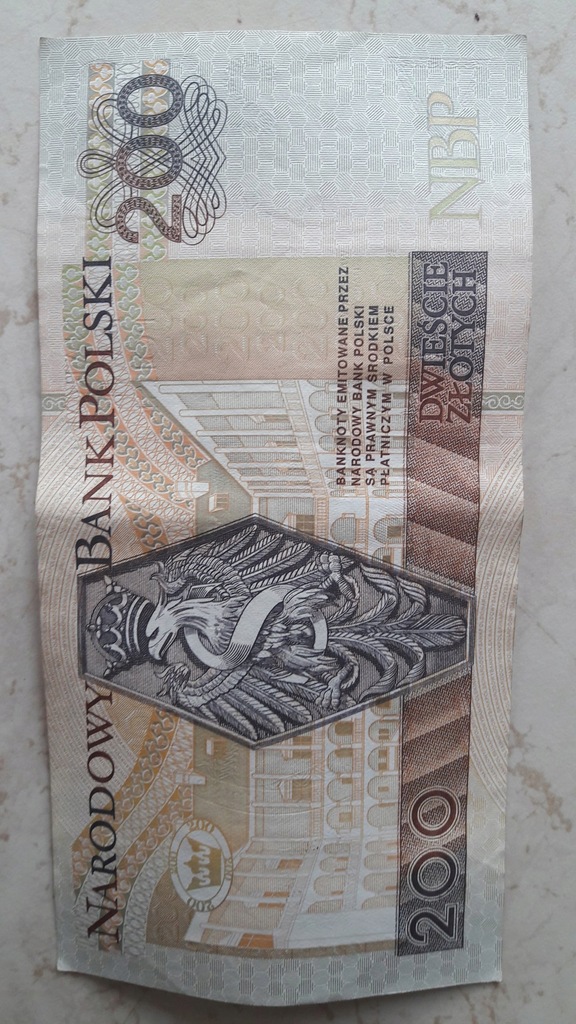 NARODOWY BANK POLSKI
200
BANKNOTY EMITOWANE PRZEZ
NARODOWY BANK POLSKI
SĄ PRAWNYM ŚRODKIEM
PŁATNICZYM W POLSCE
200
DWIEŚCIE
ZŁOTYCH
NBP